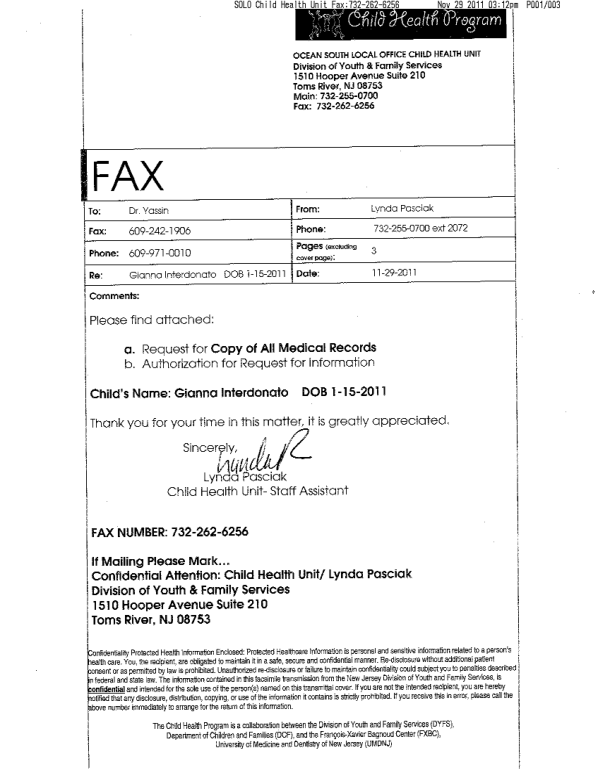 SOLO Child Health Unit Fax:732-262-6256 Nov 29 2011 03:12pm P001/003
Child Health Program
OCEAN SOUTH LOCAL OFFICE CHILD HEALTH UNIT
Division of Youth & Family Services
1510 Hooper Avenue Suite 210
Toms River, NJ 08753
Main: 732-255-0700
Fax: 732-262-6256
FAX
To: Dr. Yassin From: Lynda Pasciak
Fax: 609-242-1906 Phone: 732-255-0700 ext 2072
Phone: 609-971-0010 Pages (excluding cover page): 3
Re: Gianna Interdonato DOB 1-15-2011 Date: 11-29-2011
Comments:
Please find attached:
a. Request for Copy of All Medical Records
b. Authorization for Request for Information
Child's Name: Gianna Interdonato DOB 1-15-2011
Thank you for your time in this matter, it is greatly appreciated.
Sincerely,
Lynda P
Lynda Pasciak
Child Health Unit- Staff Assistant
FAX NUMBER: 732-262-6256
If Mailing Please Mark...
Confidential Attention: Child Health Unit/ Lynda Pasciak
Division of Youth & Family Services
1510 Hooper Avenue Suite 210
Toms River, NJ 08753
Confidentiality Protected Health Information Enclosed: Protected Healthcare Information is personal and sensitive information related to a person's
health care. You, the recipient, are obligated to maintain it in a safe, secure and confidential manner. Re-disclosure without additional patient
consent or as permitted by law is prohibited. Unauthorized re-disclosure or failure to maintain confidentiality could subject you to penalties described
in federal and state law. The information contained in this facsimile transmission from the New Jersey Division of Youth and Family Services, is
confidential and intended for the sole use of the person(s) named on this transmittal cover. If you are not the intended recipient, you are hereby
notified that any disclosure, distribution, copying, or use of the information it contains is strictly prohibited. If you receive this in error, please call the
above number immediately to arrange for the return of this information.
The Child Health Program is a collaboration between the Division of Youth and Family Services (DYFS),
Department of Children and Families (DCF), and the François-Xavier Bagnoud Center (FXBC),
University of Medicine and Dentistry of New Jersey (UMDNJ)